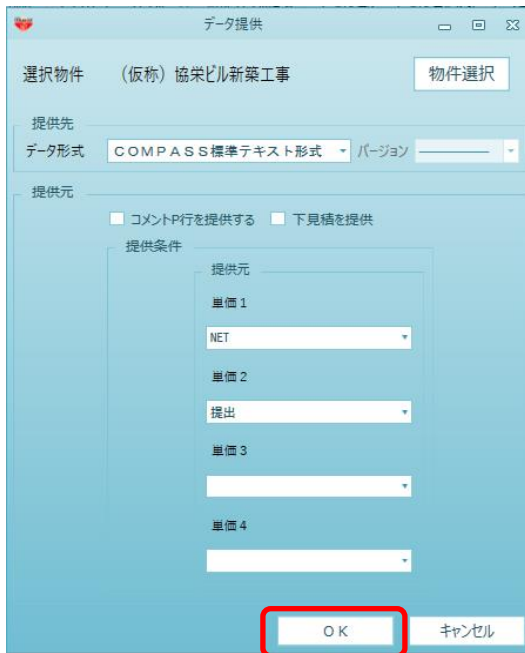 データ提供
選択物件 （仮称）協栄ビル新築工事 物件選択
提供先
データ形式 ＣＯＭＰＡＳＳ標準テキスト形式 バージョン
提供元
コメントP行を提供する 下見積を提供
提供条件
提供元
単価１
NET
単価２
提出
単価３
単価４
ＯＫ キャンセル